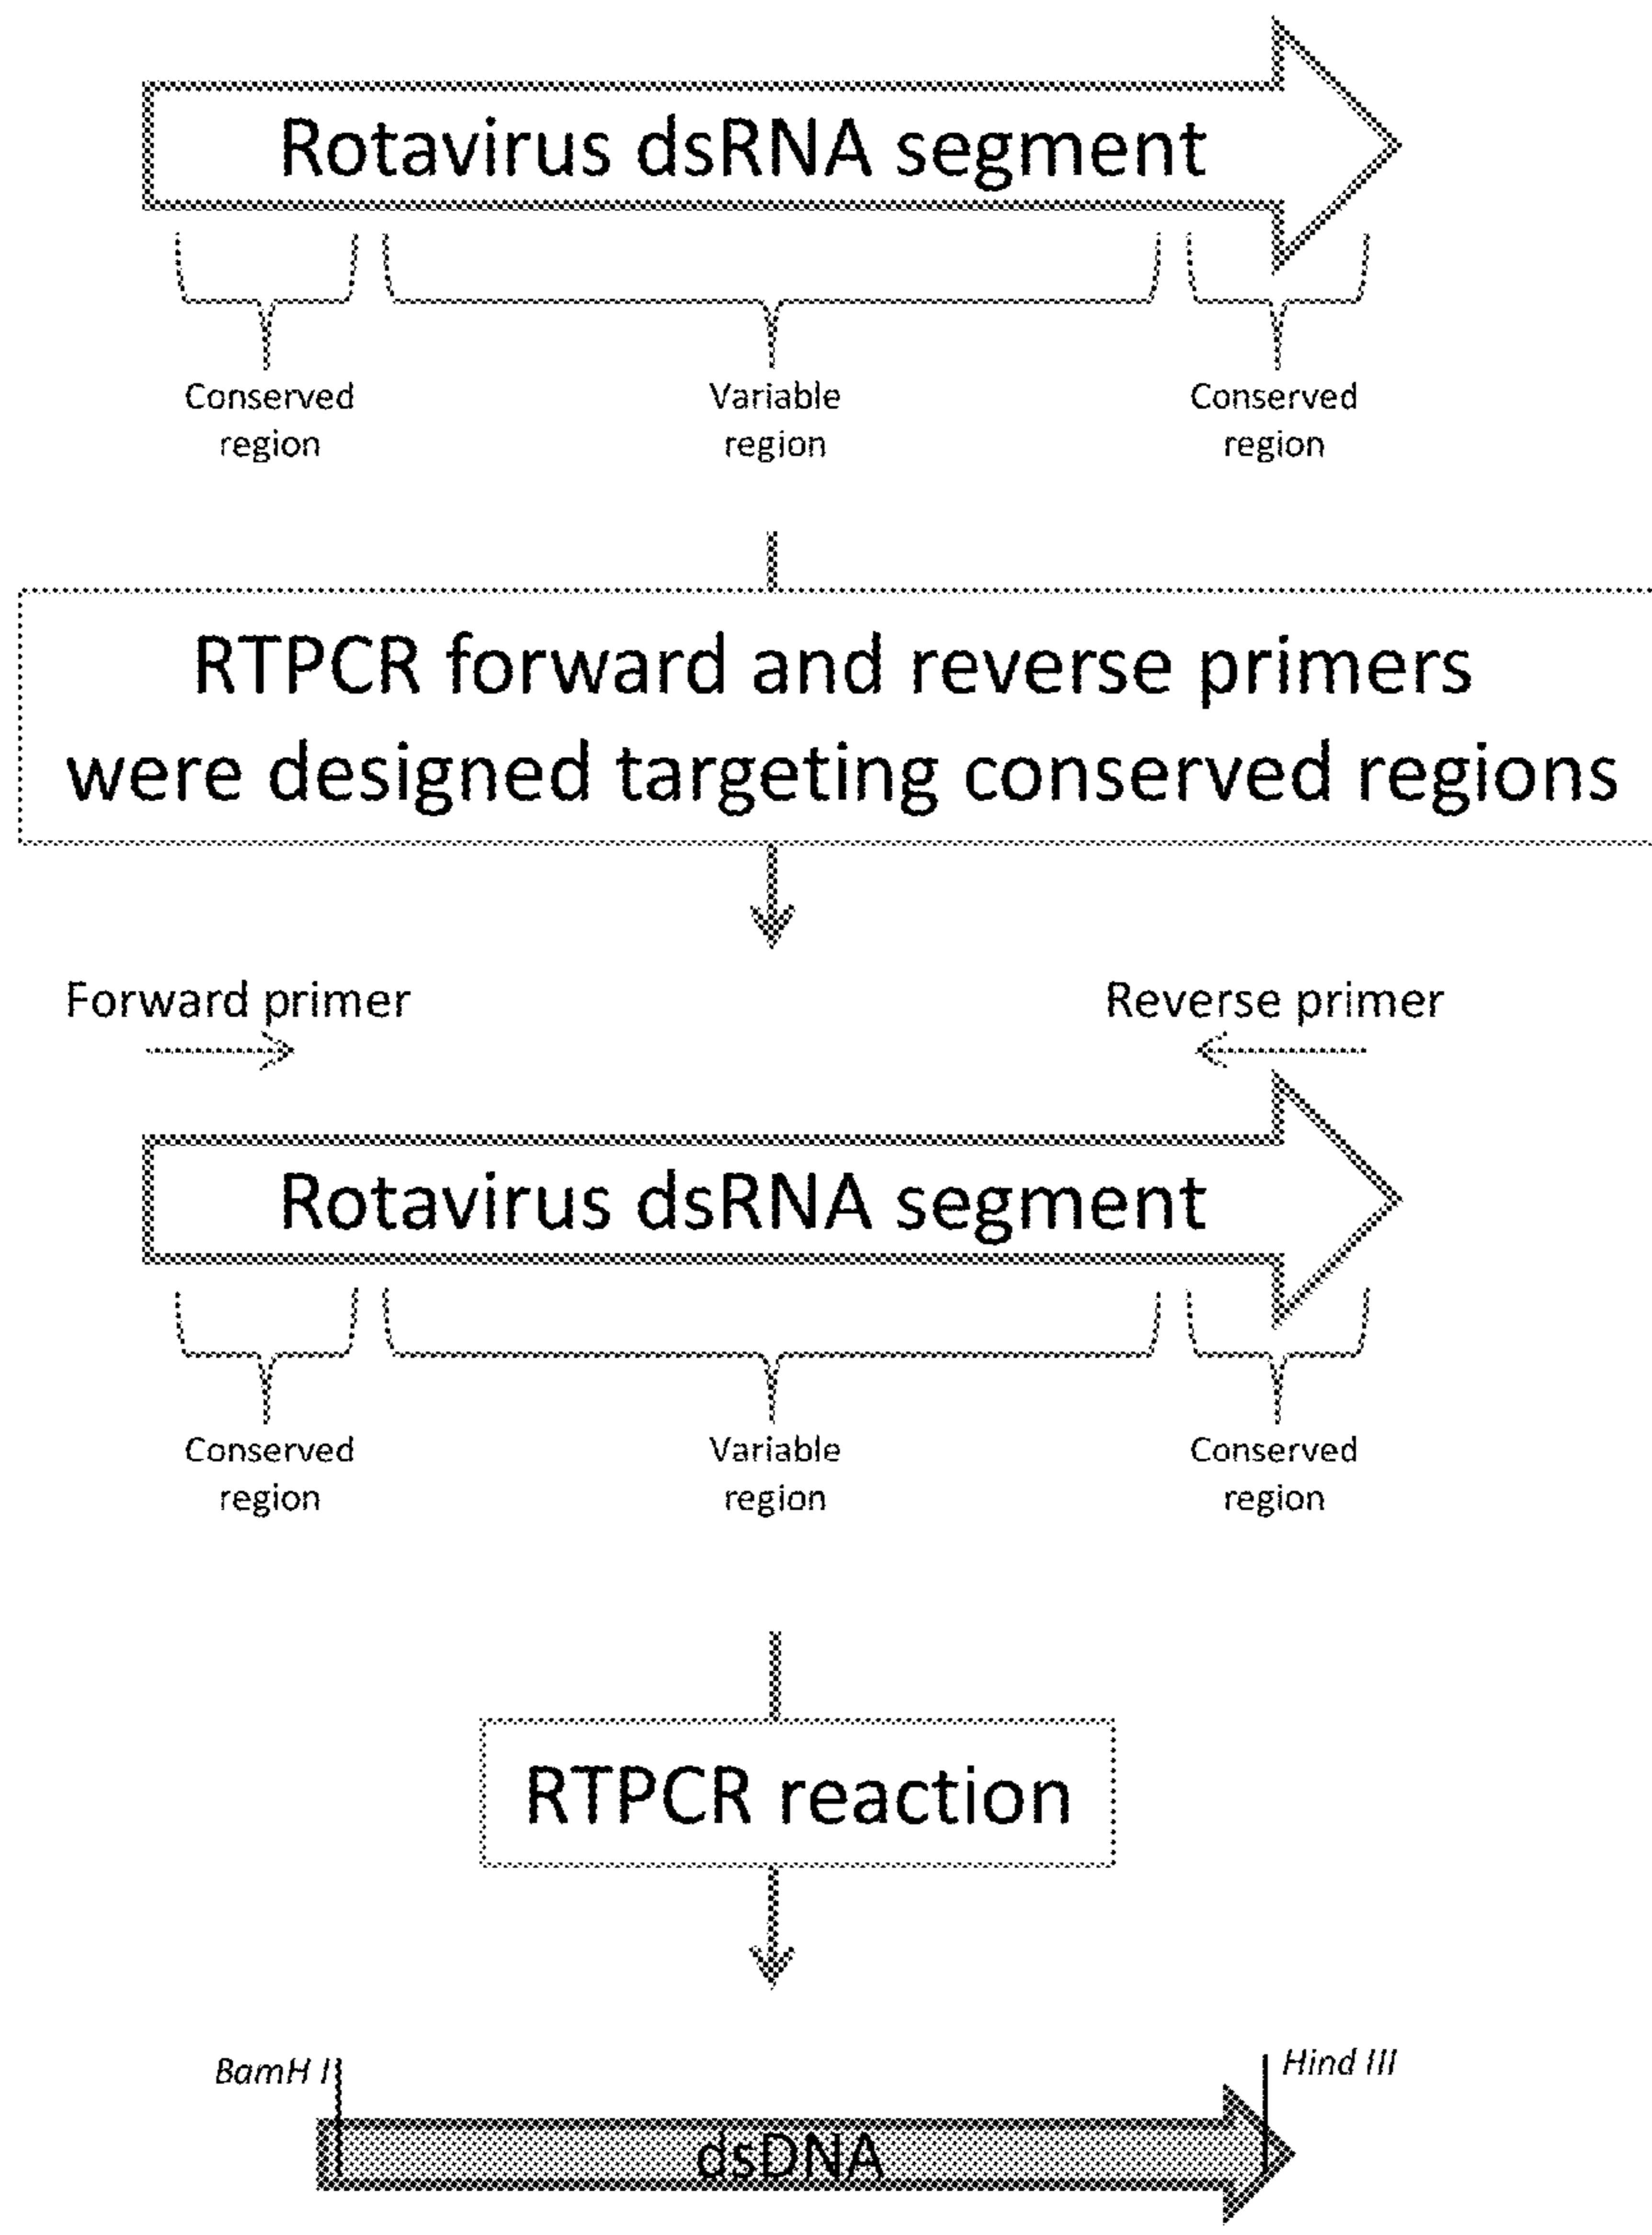 Rotavirus dsRNA segment
Conserved
region
Variable
region
Conserved
region
RTPCR forward and reverse primers
were designed targeting conserved regions
Forward primer
Reverse primer
Rotavirus dsRNA segment
Conserved
region
Variable
region
Conserved
region
RTPCR reaction
BamH I
Hind III
dsDNA